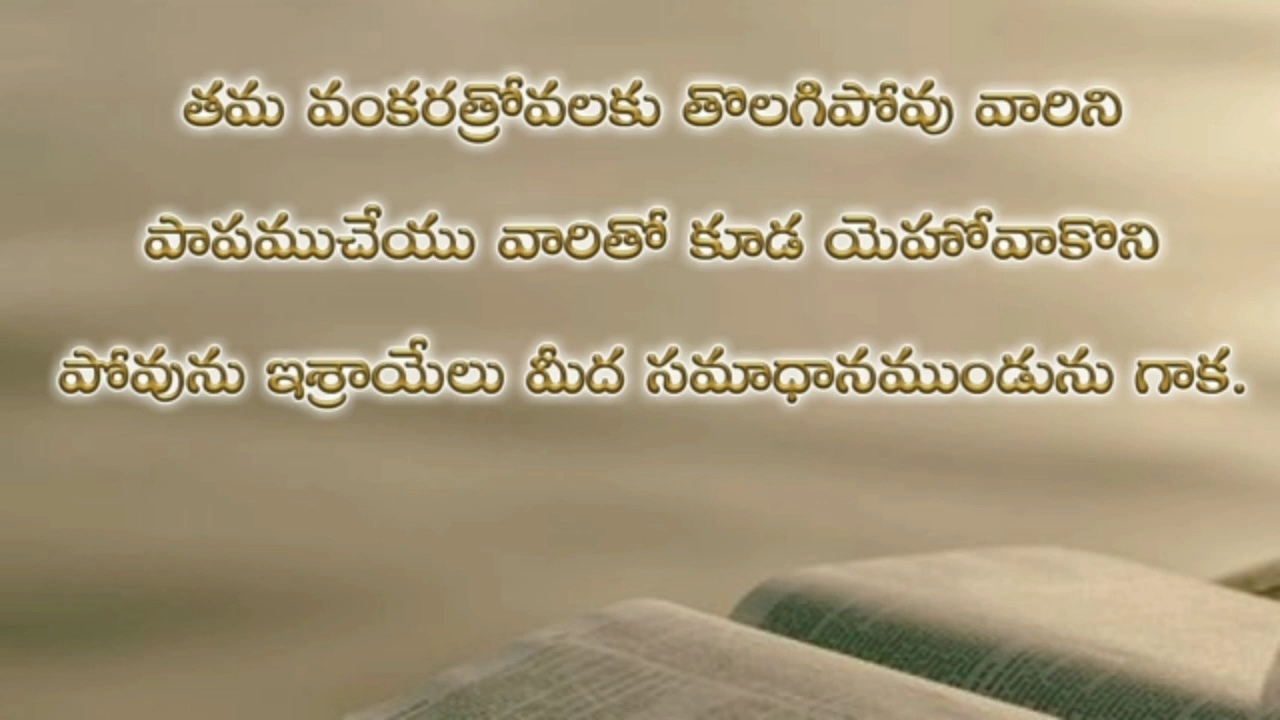 తమ వంకరత్రోవలకు తొలగిపోవు వారిని
పాపముచేయు వారితో కూడ యెహోవాకొని
పోవును ఇశ్రాయేలు మీద సమాధానముండును గాక.